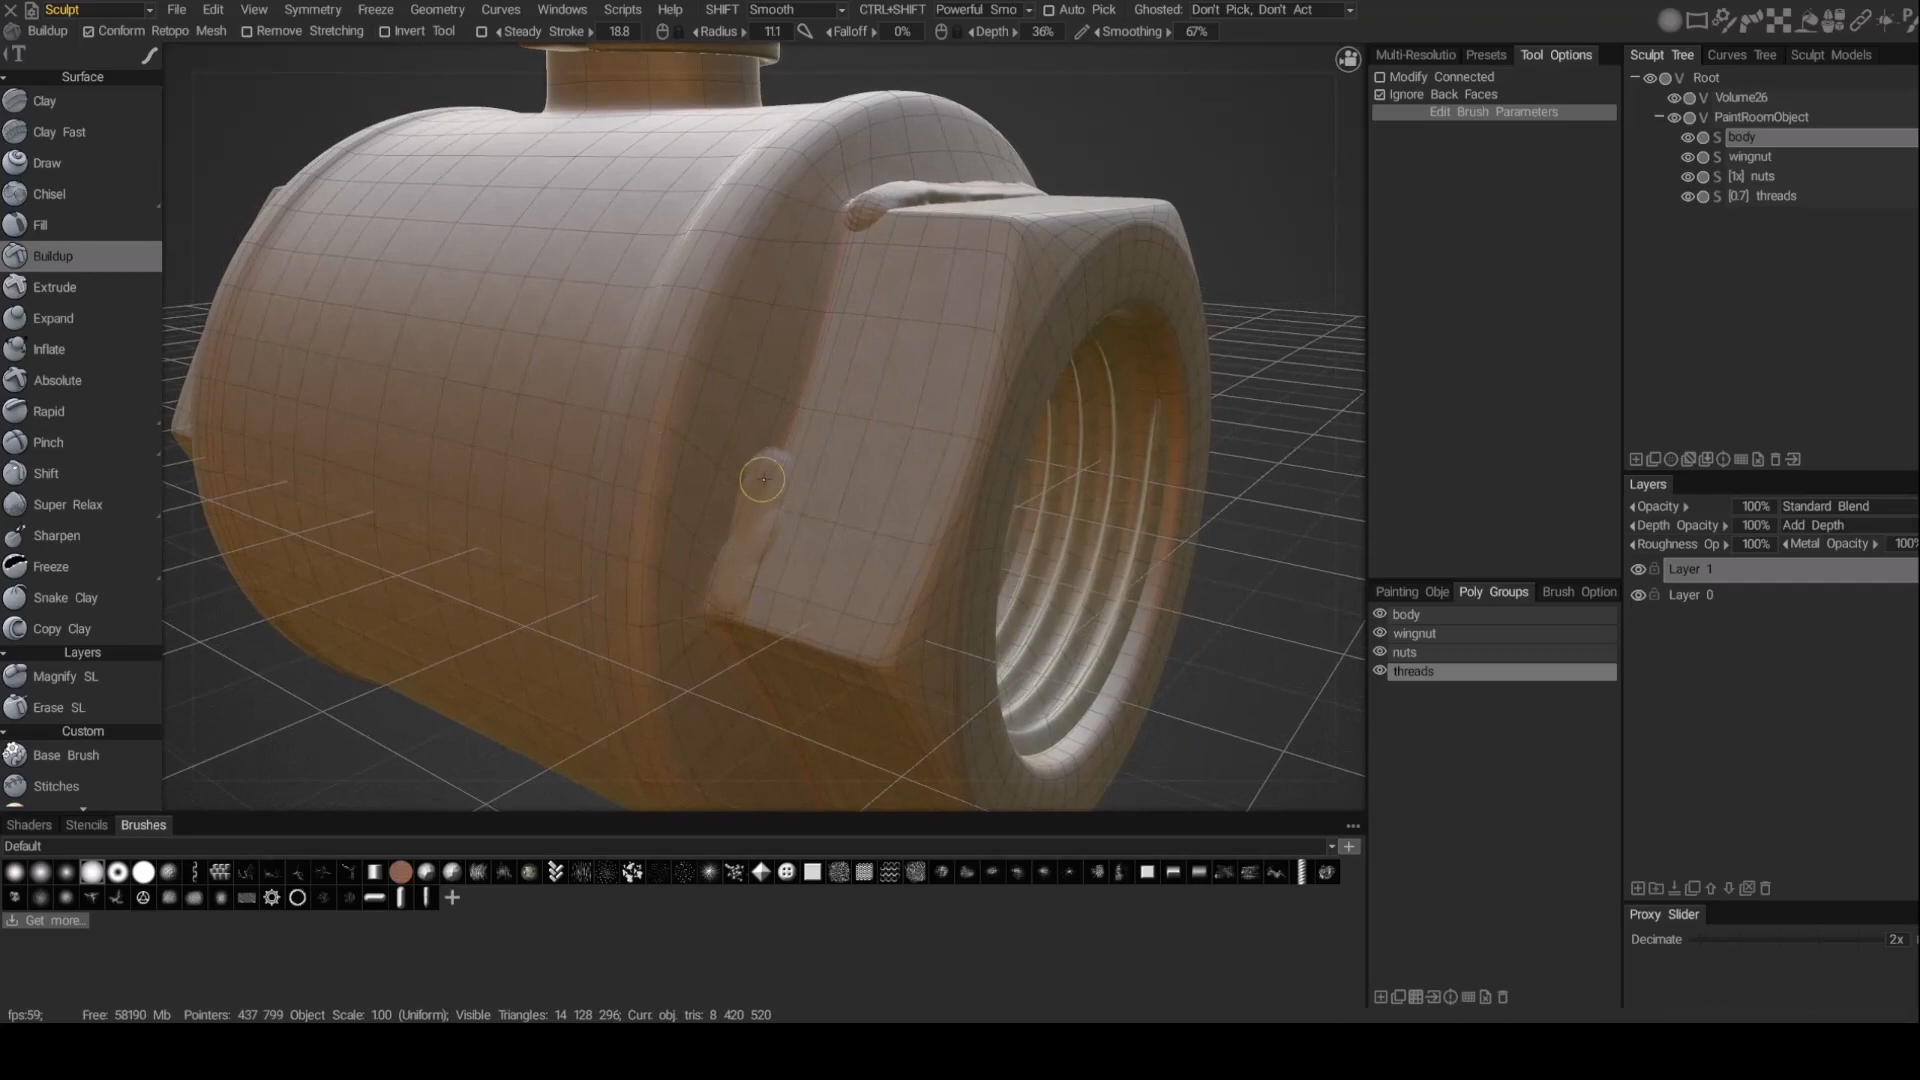 Sculpt File Edit View Symmetry Freeze Geometry Curves Windows Scripts Help SHIFT Smooth CTRL+SHIFT Powerful Smo Auto Pick Ghosted: Don't Pick, Don't Act
Buildup Conform Retopo Mesh Remove Stretching Invert Tool Steady Stroke 18.8 Radius 11.1 Falloff 0% Depth 36% Smoothing 67%
T
Surface
Clay
Clay Fast
Draw
Chisel
Fill
Buildup
Extrude
Expand
Inflate
Absolute
Rapid
Pinch
Shift
Super Relax
Sharpen
Freeze
Snake Clay
Copy Clay
Layers
Magnify SL
Erase SL
Custom
Base Brush
Stitches
Shaders Stencils Brushes
Default
Get more...
fps:59; Free: 58190 Mb Pointers: 437 799 Object Scale: 1.00 (Uniform); Visible Triangles: 14 128 296; Curr. obj. tris: 8 420 520
Multi-Resolutio Presets Tool Options
Modify Connected
Ignore Back Faces
Edit Brush Parameters
Painting Obje Poly Groups Brush Option
body
wingnut
nuts
threads
Sculpt Tree Curves Tree Sculpt Models
V Root
V Volume26
V PaintRoomObject
S body
S wingnut
S [1x] nuts
S [0.7] threads
Layers
Opacity 100% Standard Blend
Depth Opacity 100% Add Depth
Roughness Op 100% Metal Opacity 100%
Layer 1
Layer 0
Proxy Slider
Decimate 2x